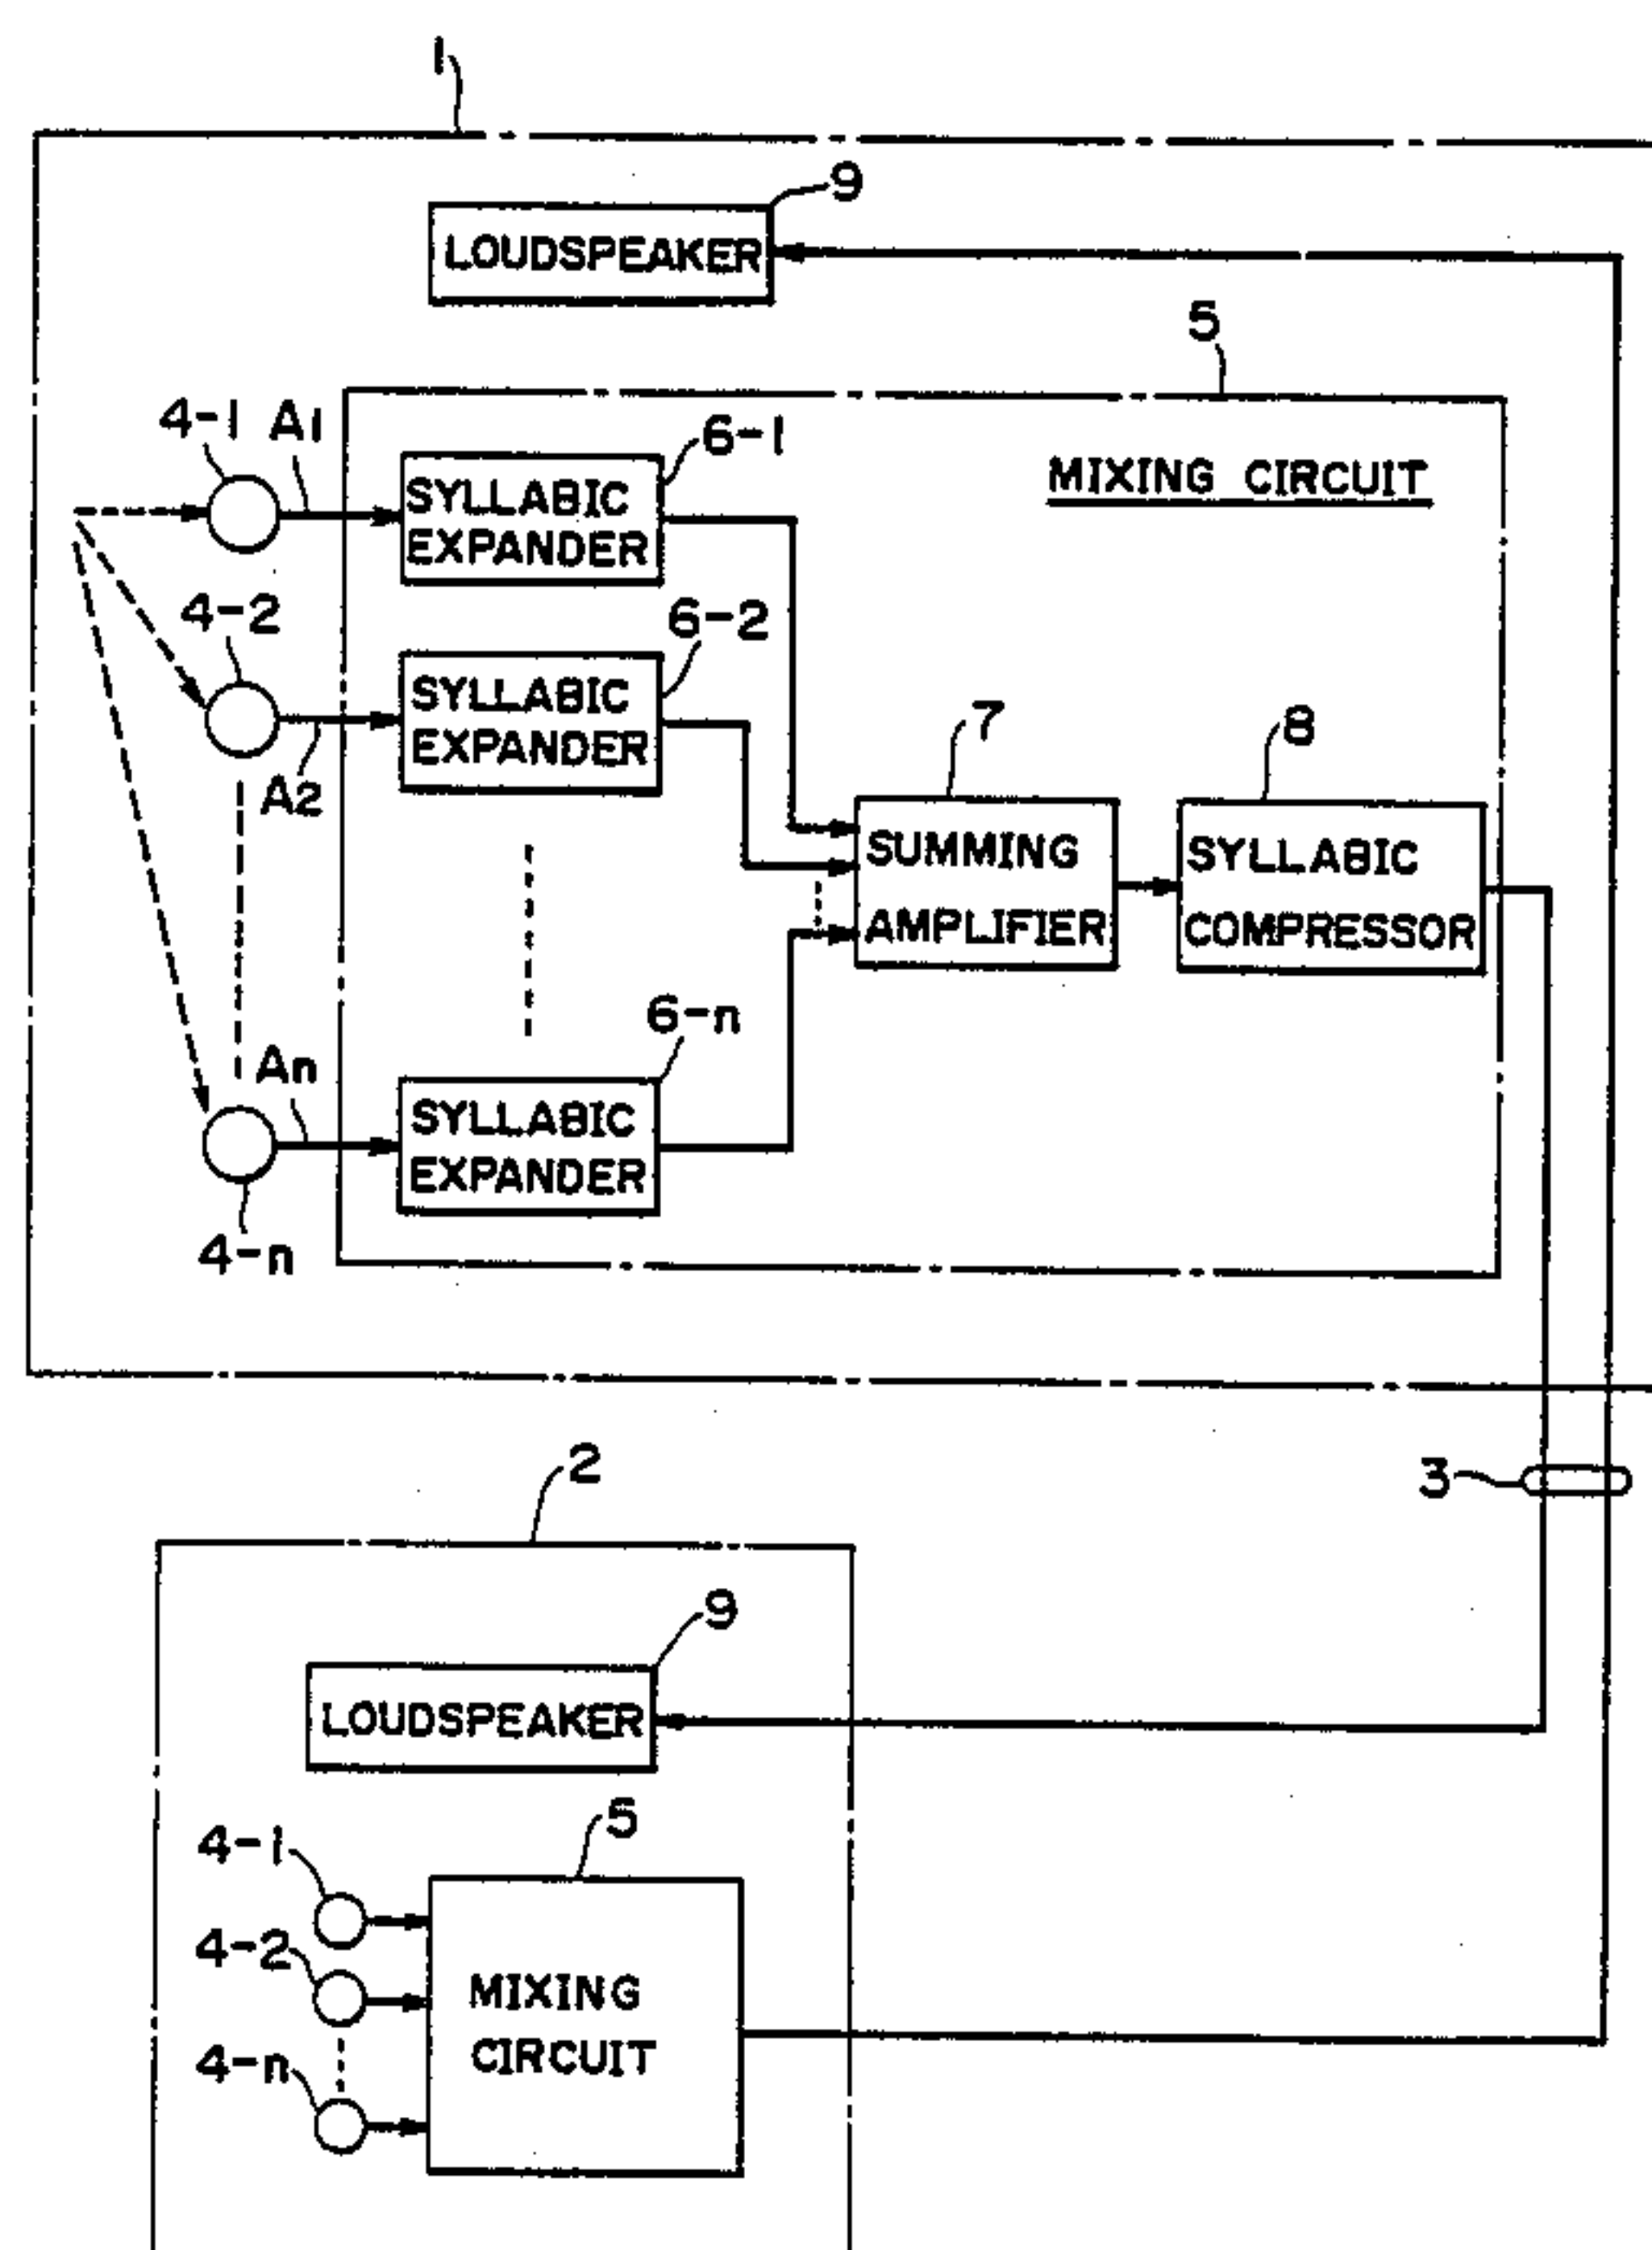 1
9
LOUDSPEAKER
5
4-1 A1
6-1
SYLLABIC
EXPANDER
MIXING CIRCUIT
4-2
6-2
SYLLABIC
EXPANDER
A2
7
8
SUMMING
AMPLIFIER
SYLLABIC
COMPRESSOR
6-n
An
SYLLABIC
EXPANDER
4-n
2
3
9
LOUDSPEAKER
5
4-1
4-2
4-n
MIXING
CIRCUIT